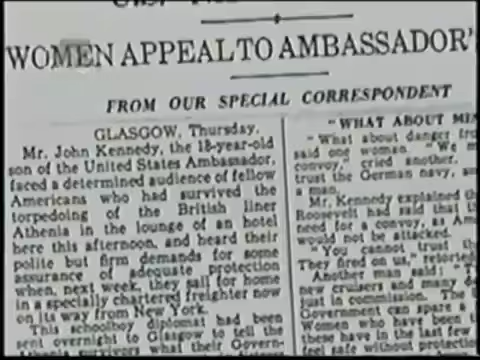 WOMEN APPEAL TO AMBASSADOR'
FROM OUR SPECIAL CORRESPONDENT
GLASGOW, Thursday.
Mr. John Kennedy, the 18-year-old
son of the United States Ambassador,
faced a determined audience of fellow
Americans who had survived the
torpedoing of the British liner
Athenia in the lounge of an hotel
here this afternoon, and heard their
polite but firm demands for some
assurance of adequate protection
when, next week, they sail for home
in a specially chartered freighter now
on its way from New York.
This schoolboy diplomat had been
sent overnight to Glasgow to tell the
Athenia survivors what their Govern-
"WHAT ABOUT
"What about danger
said one woman. "We
convoy," cried another.
trust the German navy,
a man.
Mr. Kennedy explained
Roosevelt had said
need for a convoy, as
would not be attacked.
"You cannot trust
They fired on us,"
Another man said:
new cruisers and many
just in commission. The
Government can spare
Women who have been
these have in the last few
feel safe without